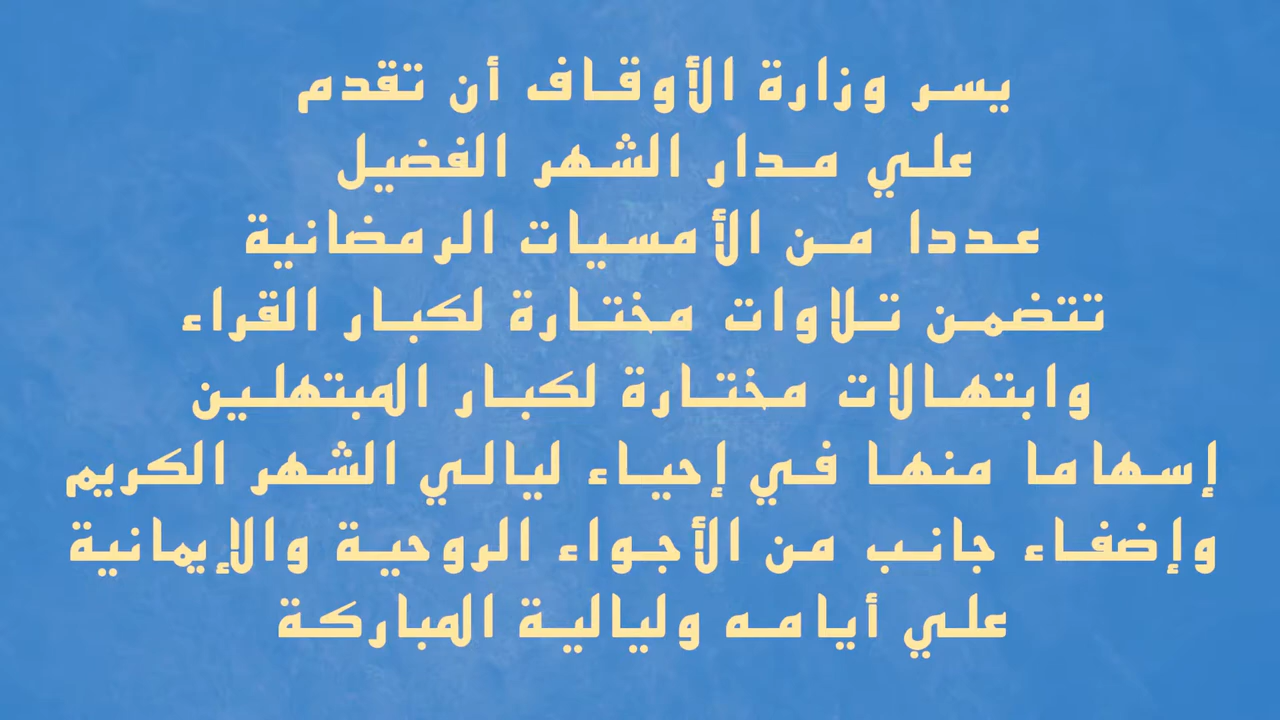 يسر وزارة الأوقاف أن تقدم
علي مدار الشهر الفضيل
عددا من الأمسيات الرمضانية
تتضمن تلاوات مختارة لكبار القراء
وابتهالات مختارة لكبار المبتهلين
إسهاما منها في إحياء ليالي الشهر الكريم
وإضفاء جانب من الأجواء الروحية والإيمانية
علي أيامه وليالية المباركة